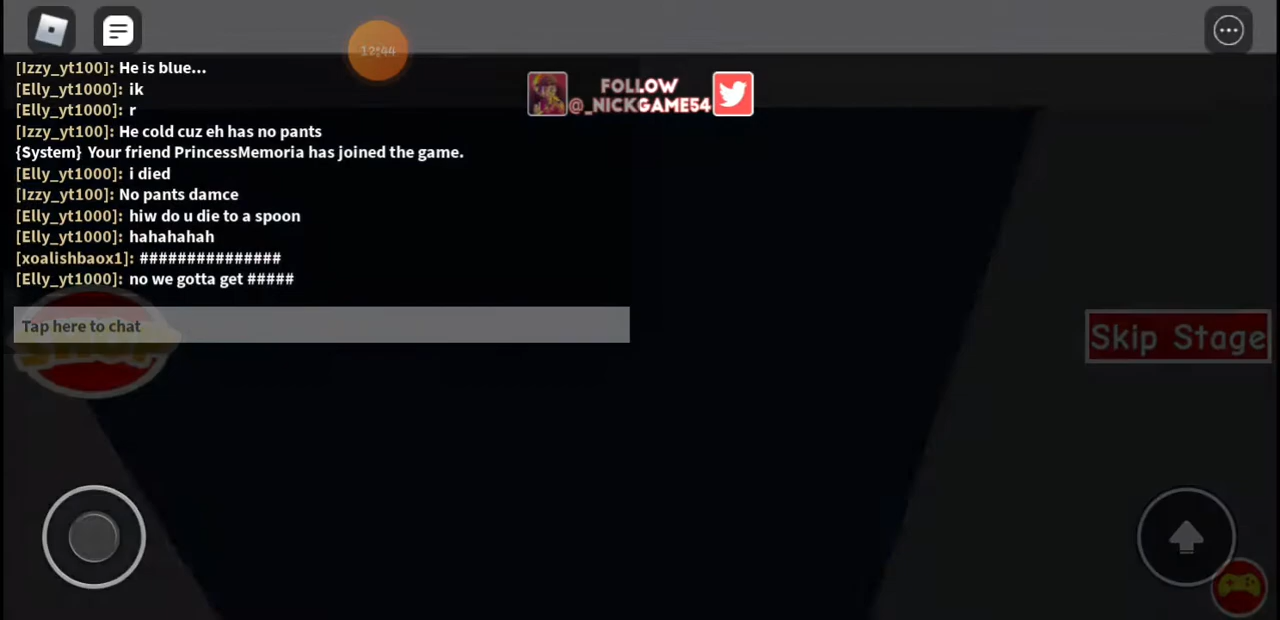 12:44
[Izzy_yt100]: He is blue...
[Elly_yt1000]: ik
[Elly_yt1000]: r
[Izzy_yt100]: He cold cuz eh has no pants
{System} Your friend PrincessMemoria has joined the game.
[Elly_yt1000]: i died
[Izzy_yt100]: No pants damce
[Elly_yt1000]: hiw do u die to a spoon
[Elly_yt1000]: hahahahah
[xoalishbaox1]: ###############
[Elly_yt1000]: no we gotta get #####
Tap here to chat
FOLLOW
@_NICKGAME54
Skip Stage